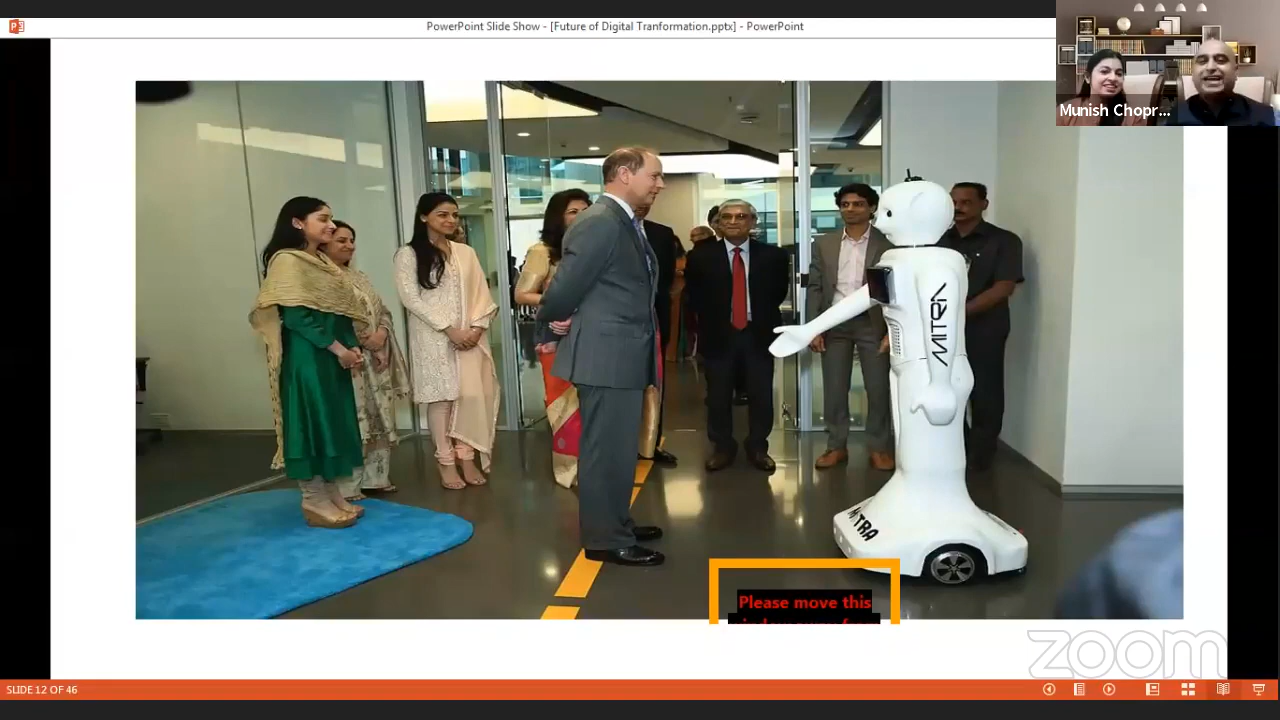 PowerPoint Slide Show - [Future of Digital Tranformation.pptx] - PowerPoint
Munish Chopr...
MITRA
MITRA
Please move this
zoom
SLIDE 12 OF 46